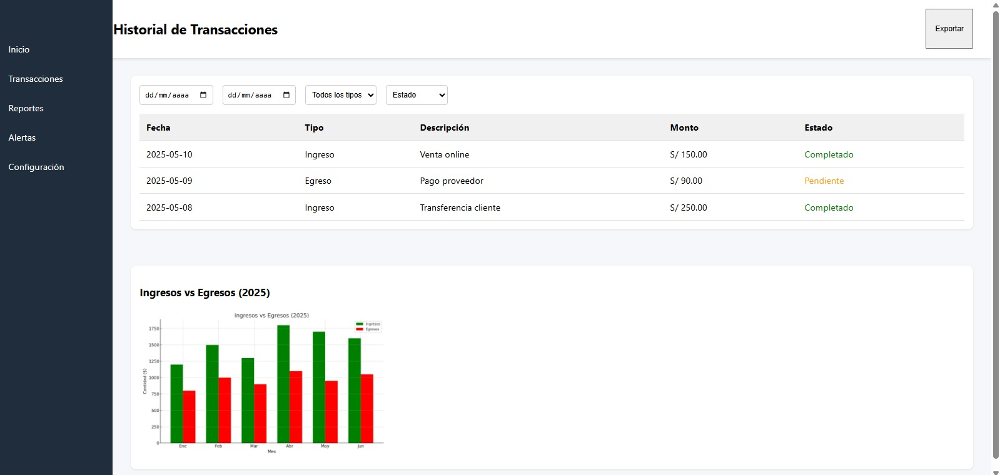 Inicio
Transacciones
Reportes
Alertas
Configuración
Historial de Transacciones
Exportar
dd/mm/aaaa dd/mm/aaaa Todos los tipos Estado
Fecha Tipo Descripción Monto Estado
2025-05-10 Ingreso Venta online S/ 150.00 Completado
2025-05-09 Egreso Pago proveedor S/ 90.00 Pendiente
2025-05-08 Ingreso Transferencia cliente S/ 250.00 Completado
Ingresos vs Egresos (2025)
Ingresos vs Egresos (2025)
Ingresos
Egresos
Cantidad ($)
1750
1500
1250
1000
750
500
250
0
Ene Feb Mar Abr May Jun
Mes